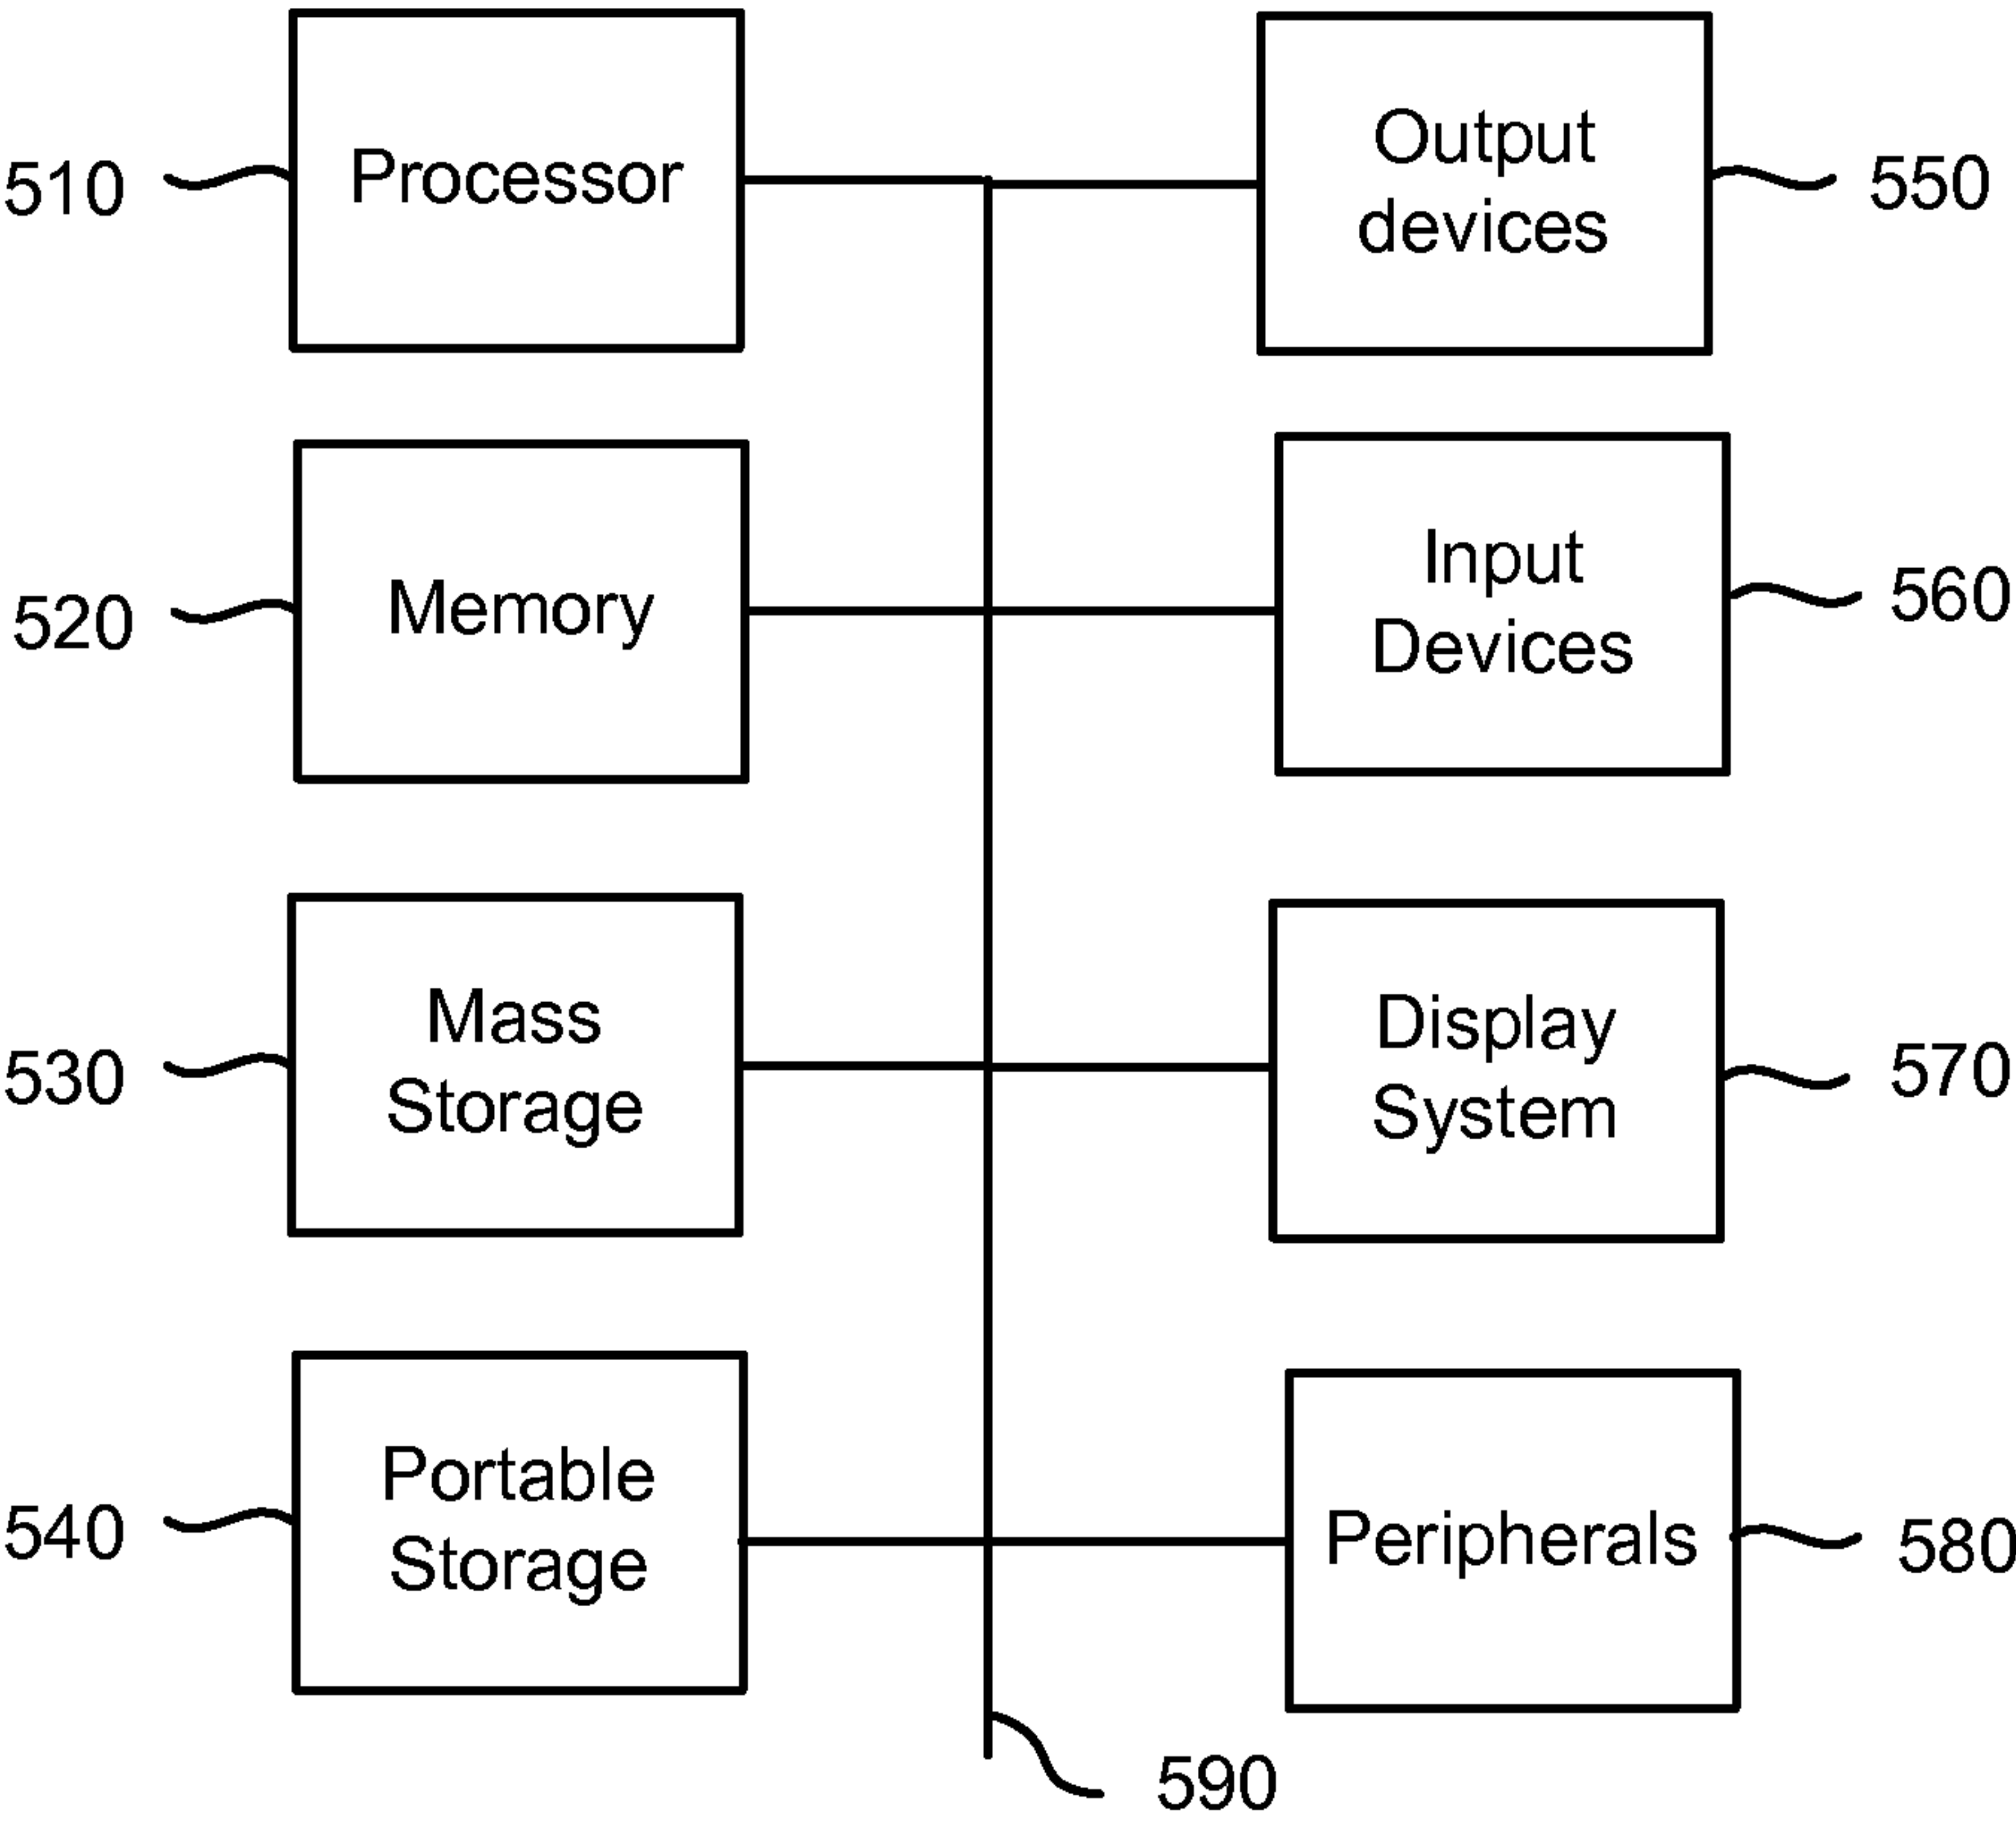 510
Processor
Output
devices
550
520
Memory
Input
Devices
560
530
Mass
Storage
Display
System
570
540
Portable
Storage
Peripherals
580
590